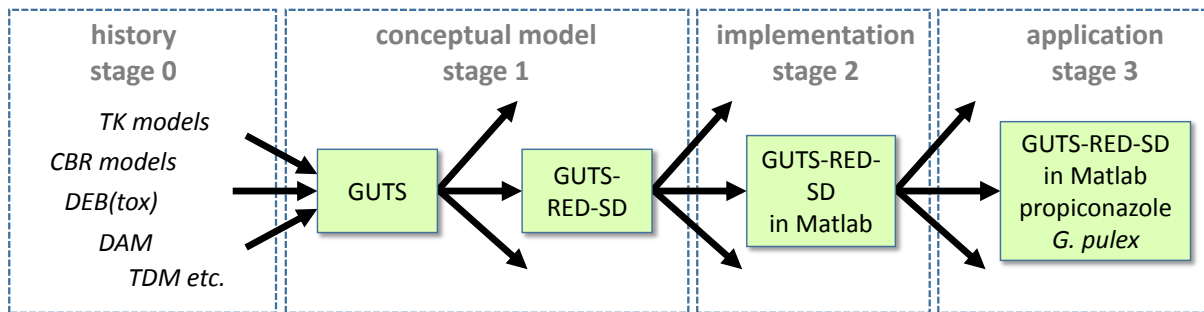 history
stage 0
TK models
CBR models
DEB(tox)
DAM
TDM etc.
conceptual model
stage 1
GUTS
GUTS-
RED-SD
implementation
stage 2
GUTS-RED-
SD
in Matlab
application
stage 3
GUTS-RED-SD
in Matlab
propiconazole
G. pulex